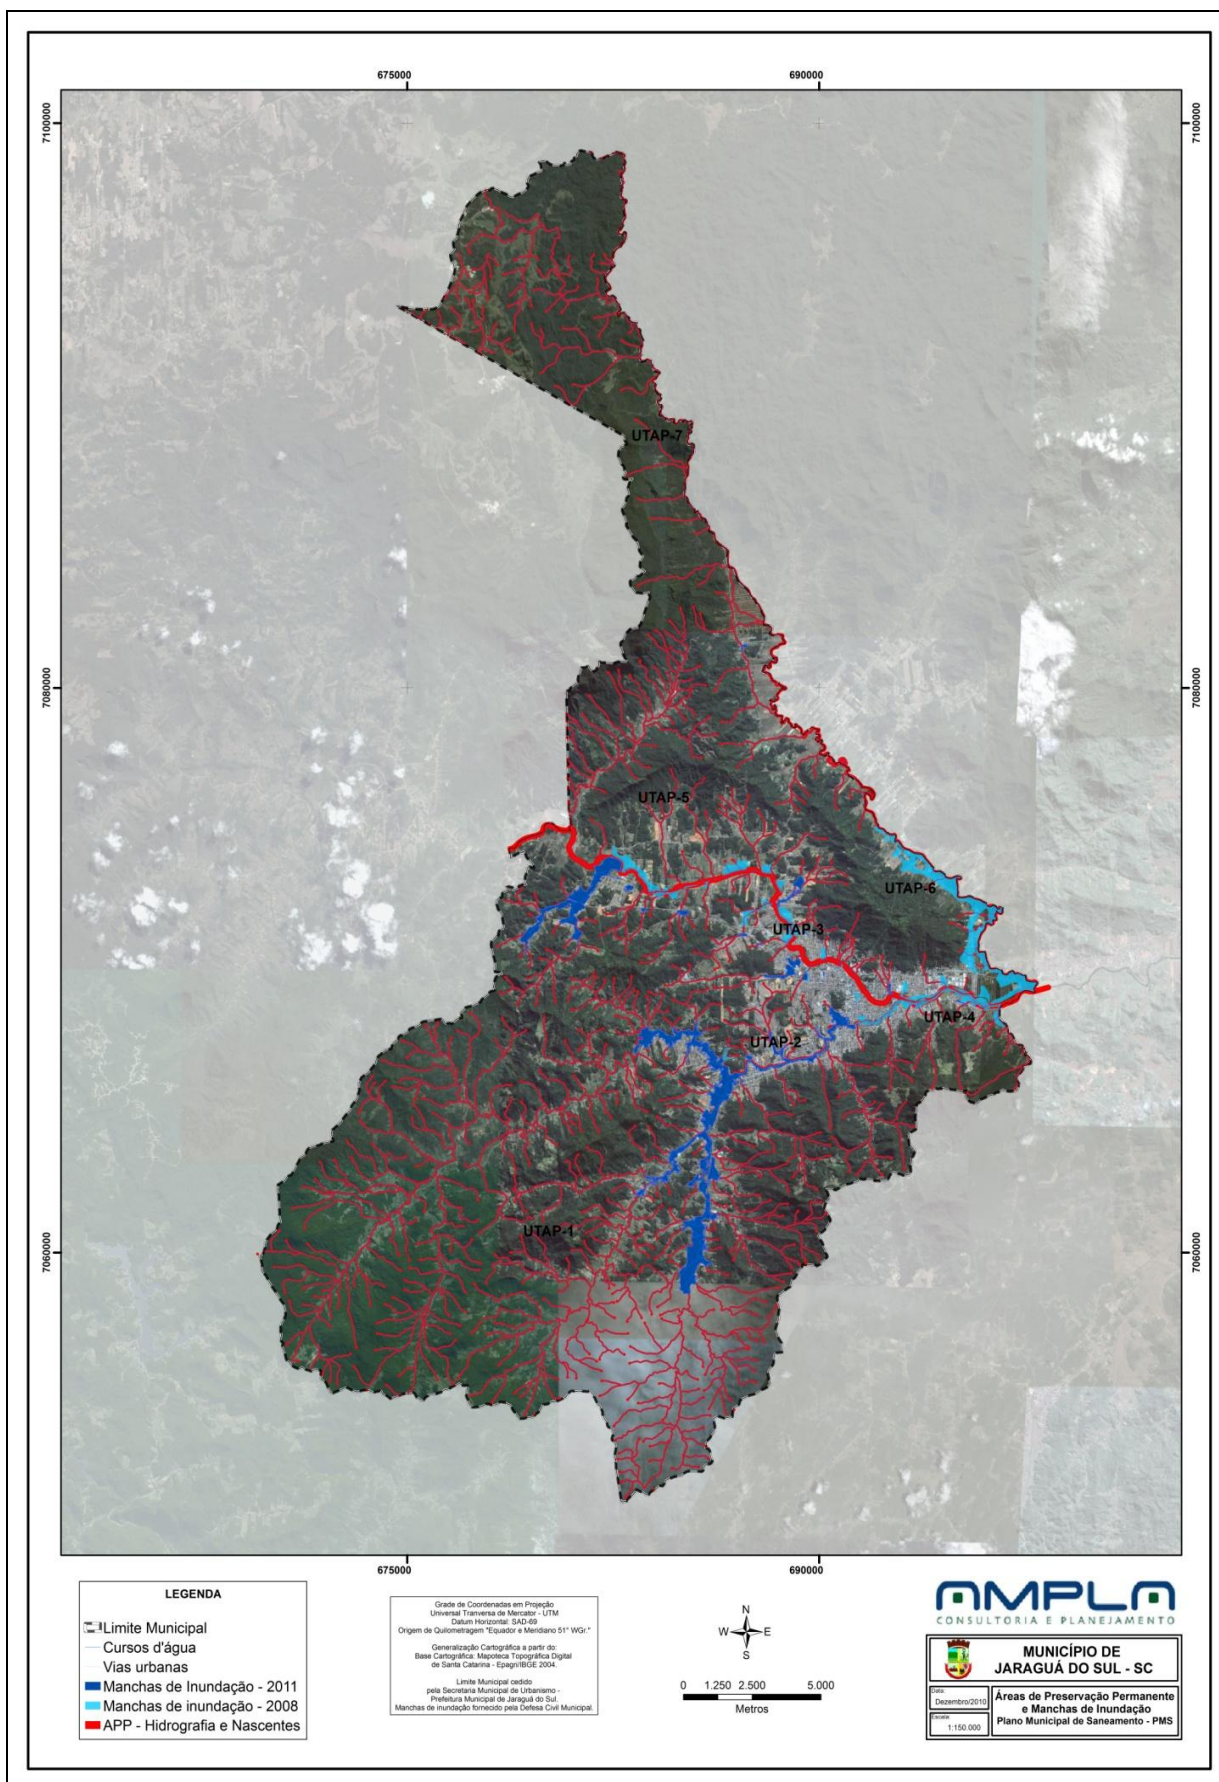 675000
690000
7100000
7100000
UTAP-7
7080000
7080000
UTAP-5
UTAP-6
UTAP-3
UTAP-4
UTAP-2
UTAP-1
7060000
7060000
675000
690000
LEGENDA
Limite Municipal
Cursos d'água
Vias urbanas
Manchas de Inundação - 2011
Manchas de inundação - 2008
APP - Hidrografia e Nascentes
Grade de Coordenadas em Projeção
Universal Tranversa de Mercator - UTM
Datum Horizontal: SAD-69
Origem de Quilometragem "Equador e Meridiano 51° WGr."
Generalização Cartográfica a partir do:
Base Cartográfica: Mapoteca Topográfica Digital
de Santa Catarina - Epagri/IBGE 2004.
Limite Municipal cedido
pela Secretaria Municipal de Urbanismo -
Prefeitura Municipal de Jaraguá do Sul.
Manchas de inundação fornecido pela Defesa Civil Municipal.
N
W E
S
0 1.250 2.500 5.000
Metros
AMPLA
CONSULTORIA E PLANEJAMENTO
MUNICÍPIO DE
JARAGUÁ DO SUL - SC
Data:
Dezembro/2010
Escala:
1:150.000
Áreas de Preservação Permanente
e Manchas de Inundação
Plano Municipal de Saneamento - PMS